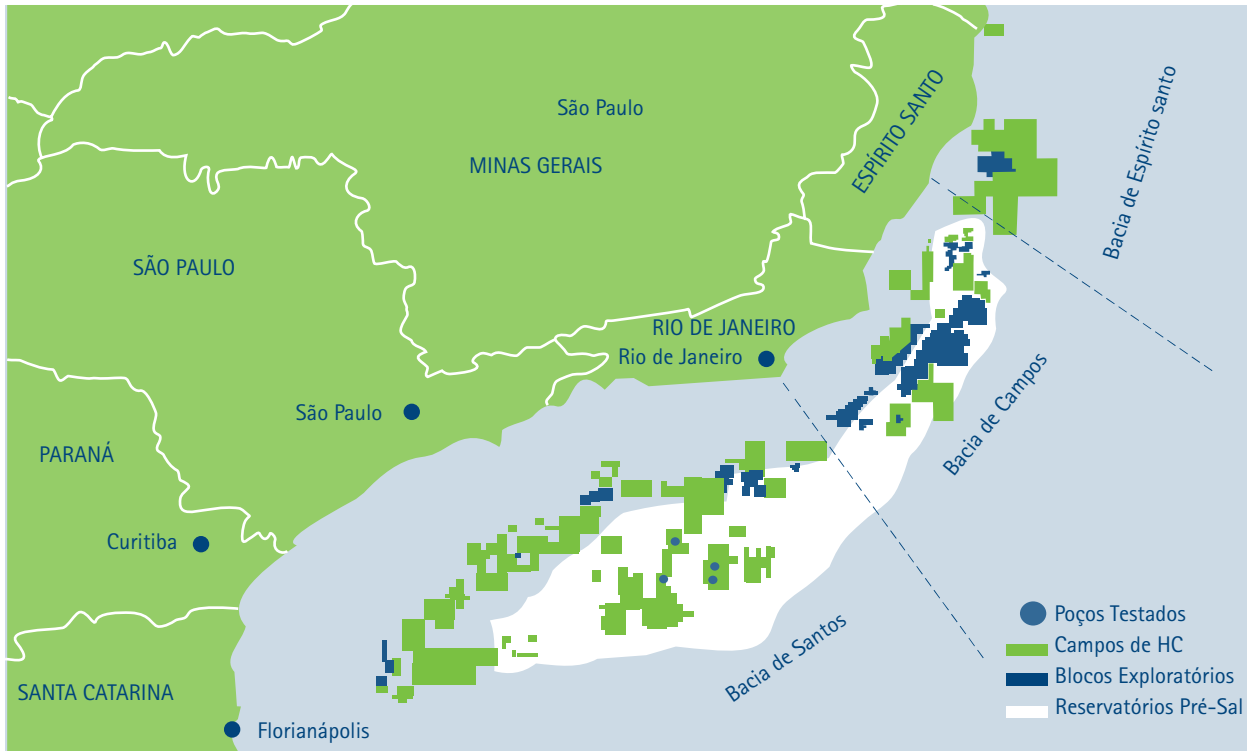 São Paulo
MINAS GERAIS
ESPÍRITO SANTO
Bacia de Espirito santo
SÃO PAULO
RIO DE JANEIRO
Rio de Janeiro
São Paulo
Bacia de Campos
PARANÁ
Curitiba
Bacia de Santos
SANTA CATARINA
Florianápolis
Poços Testados
Campos de HC
Blocos Exploratórios
Reservatórios Pré-Sal